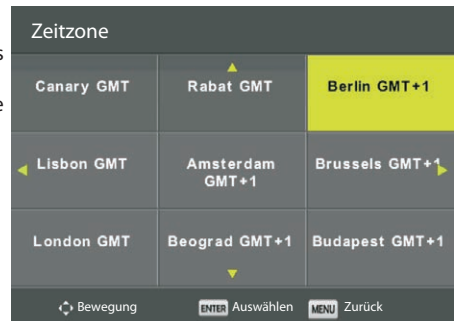 Zeitzone
s
e
Canary GMT
Rabat GMT
Berlin GMT+1
Lisbon GMT
Amsterdam
GMT+1
Brussels GMT+1
London GMT
Beograd GMT+1
Budapest GMT+1
Bewegung
ENTER Auswählen
MENU Zurück